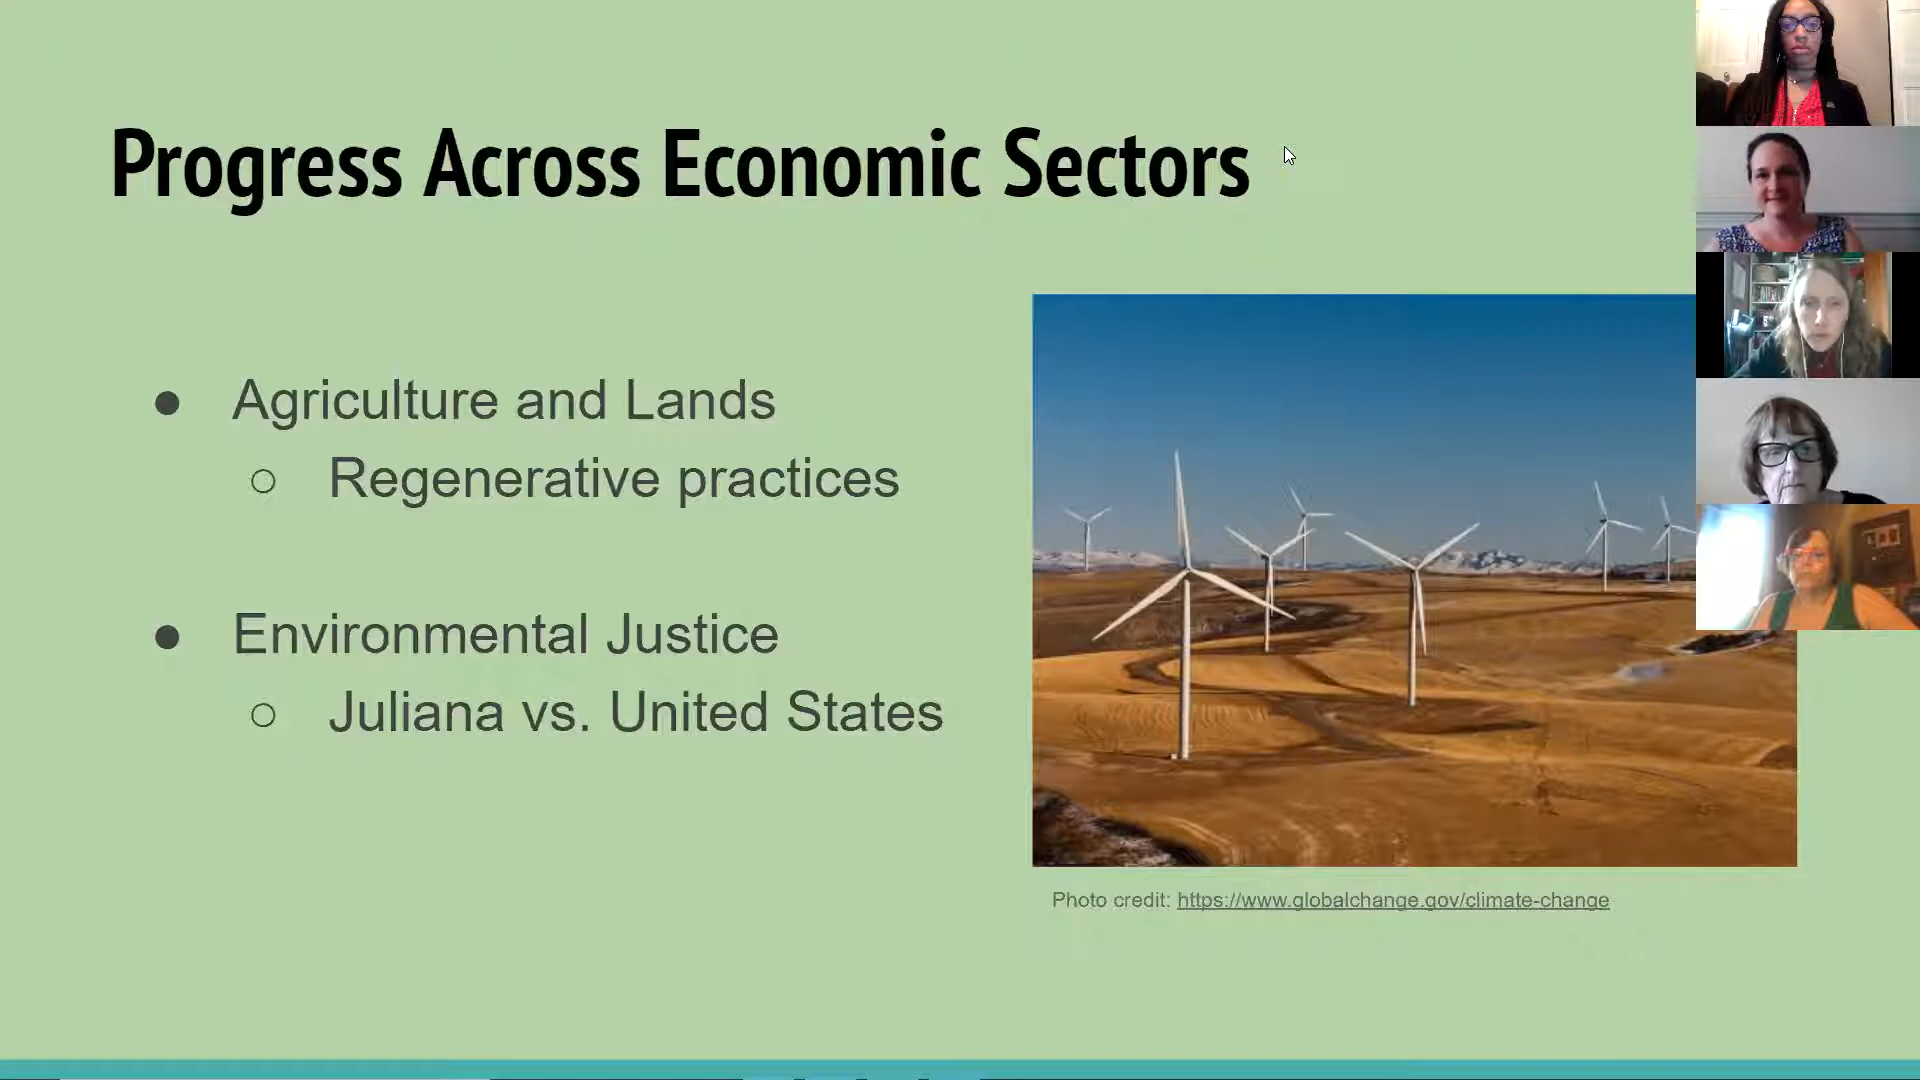 Progress Across Economic Sectors
● Agriculture and Lands
○ Regenerative practices
● Environmental Justice
○ Juliana vs. United States
Photo credit: https://www.globalchange.gov/climate-change